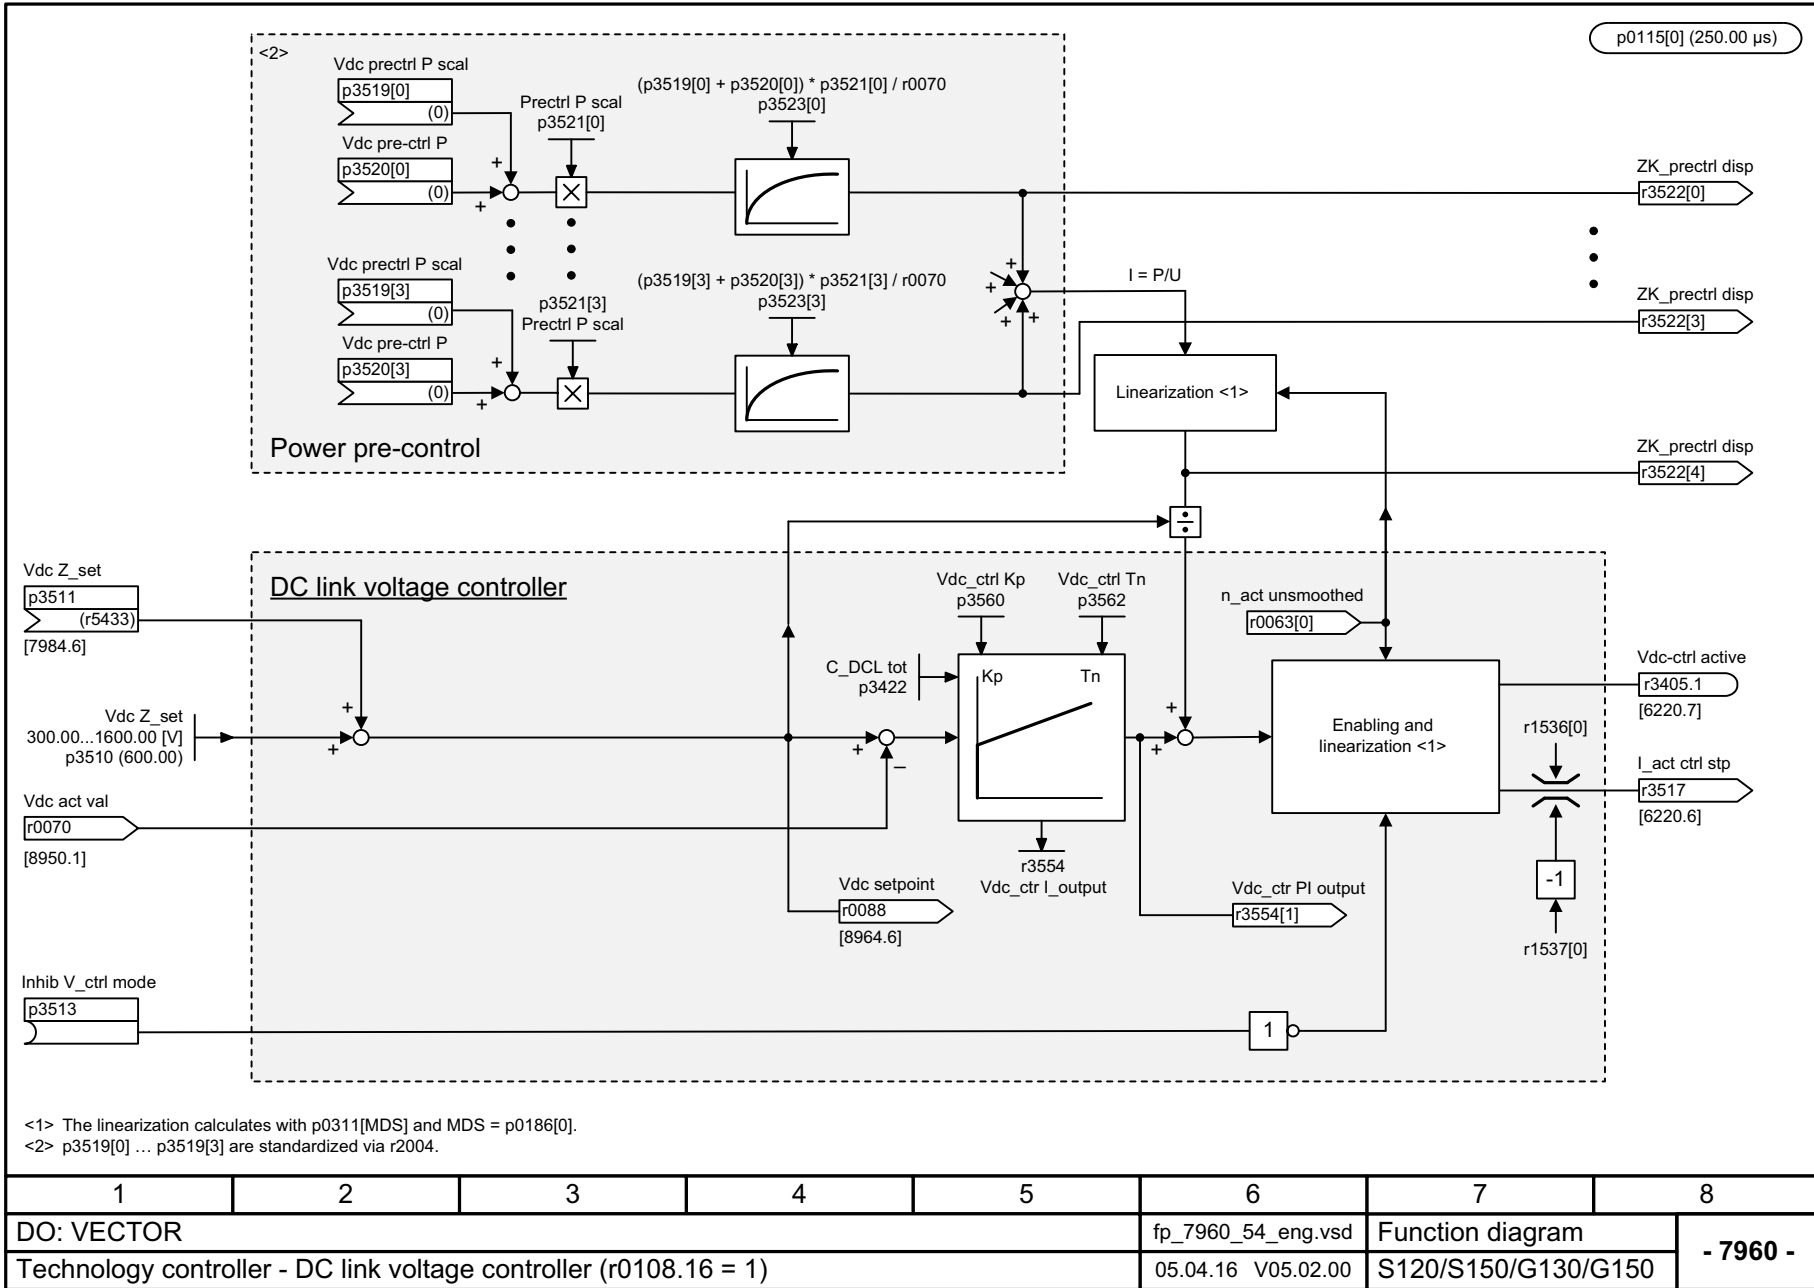 p0115[0] (250.00 µs)
<2>
Vdc prectrl P scal
p3519[0]
(0)
Vdc pre-ctrl P
p3520[0]
(0)
Prectrl P scal
p3521[0]
(p3519[0] + p3520[0]) * p3521[0] / r0070
p3523[0]
ZK_prectrl disp
r3522[0]
Vdc prectrl P scal
p3519[3]
(0)
Vdc pre-ctrl P
p3520[3]
(0)
p3521[3]
Prectrl P scal
(p3519[3] + p3520[3]) * p3521[3] / r0070
p3523[3]
+
+
+
+
+
+
+
+
I = P/U
ZK_prectrl disp
r3522[3]
Linearization <1>
Power pre-control
ZK_prectrl disp
r3522[4]
÷
Vdc Z_set
p3511
(r5433)
[7984.6]
DC link voltage controller
Vdc_ctrl Kp
p3560
Vdc_ctrl Tn
p3562
n_act unsmoothed
r0063[0]
C_DCL tot
p3422
Kp
Tn
Vdc Z_set
300.00...1600.00 [V]
p3510 (600.00)
+
+
+
–
+
+
Enabling and
linearization <1>
Vdc-ctrl active
r3405.1
[6220.7]
r1536[0]
I_act ctrl stp
r3517
[6220.6]
Vdc act val
r0070
[8950.1]
r3554
Vdc_ctr I_output
Vdc setpoint
r0088
[8964.6]
Vdc_ctr PI output
r3554[1]
-1
r1537[0]
Inhib V_ctrl mode
p3513
1
<1> The linearization calculates with p0311[MDS] and MDS = p0186[0].
<2> p3519[0] … p3519[3] are standardized via r2004.
1 2 3 4 5 6 7 8
DO: VECTOR
fp_7960_54_eng.vsd
Function diagram
- 7960 -
Technology controller - DC link voltage controller (r0108.16 = 1)
05.04.16 V05.02.00
S120/S150/G130/G150